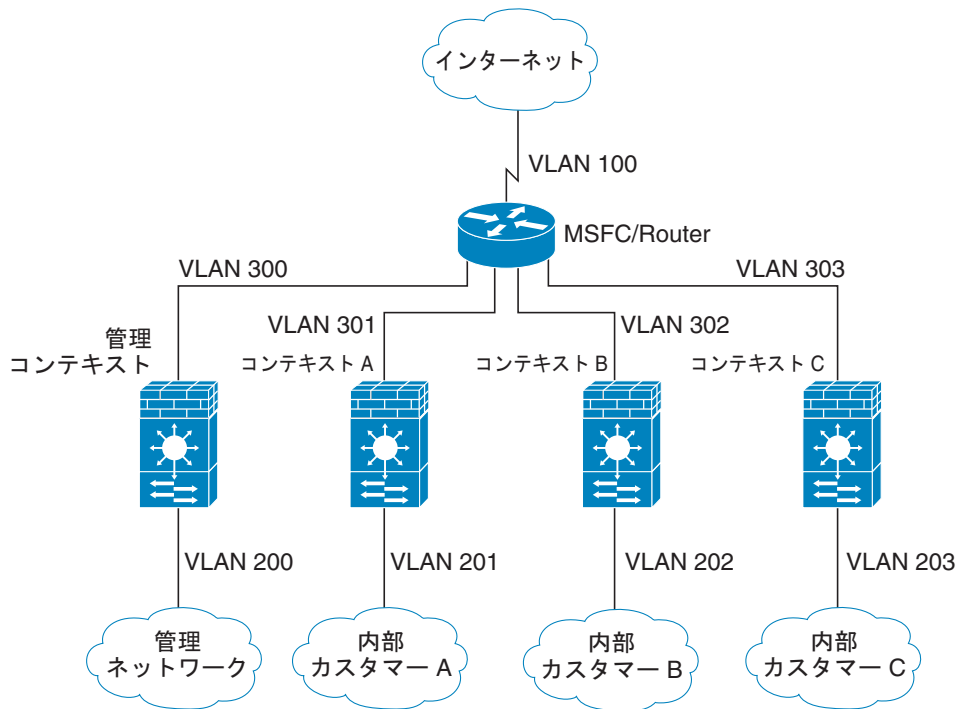 インターネット
VLAN 100
MSFC/Router
VLAN 300
VLAN 303
VLAN 301
VLAN 302
管理
コンテキスト
コンテキスト A
コンテキスト B
コンテキスト C
VLAN 200
VLAN 201
VLAN 202
VLAN 203
管理
ネットワーク
内部
カスタマー A
内部
カスタマー B
内部
カスタマー C